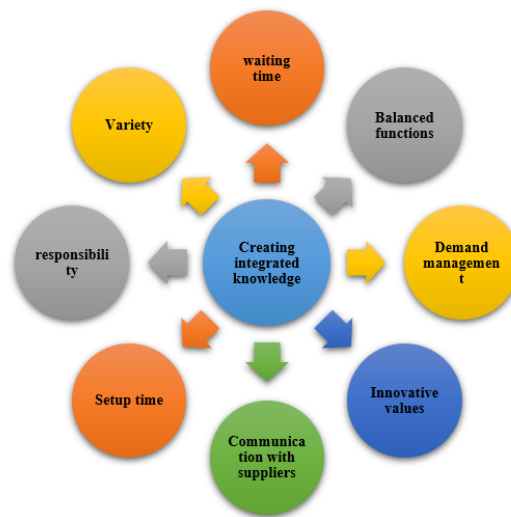 waiting
time
Balanced
functions
Demand
managemen
t
Innovative
values
Communica
tion with
suppliers
Setup time
responsibili
ty
Variety
Creating
integrated
knowledge